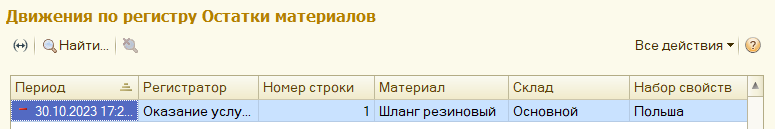 Движения по регистру Остатки материалов
Найти... Все действия
Период Регистратор Номер строки Материал Склад Набор свойств
30.10.2023 17:2... Оказание услу... 1 Шланг резиновый Основной Польша